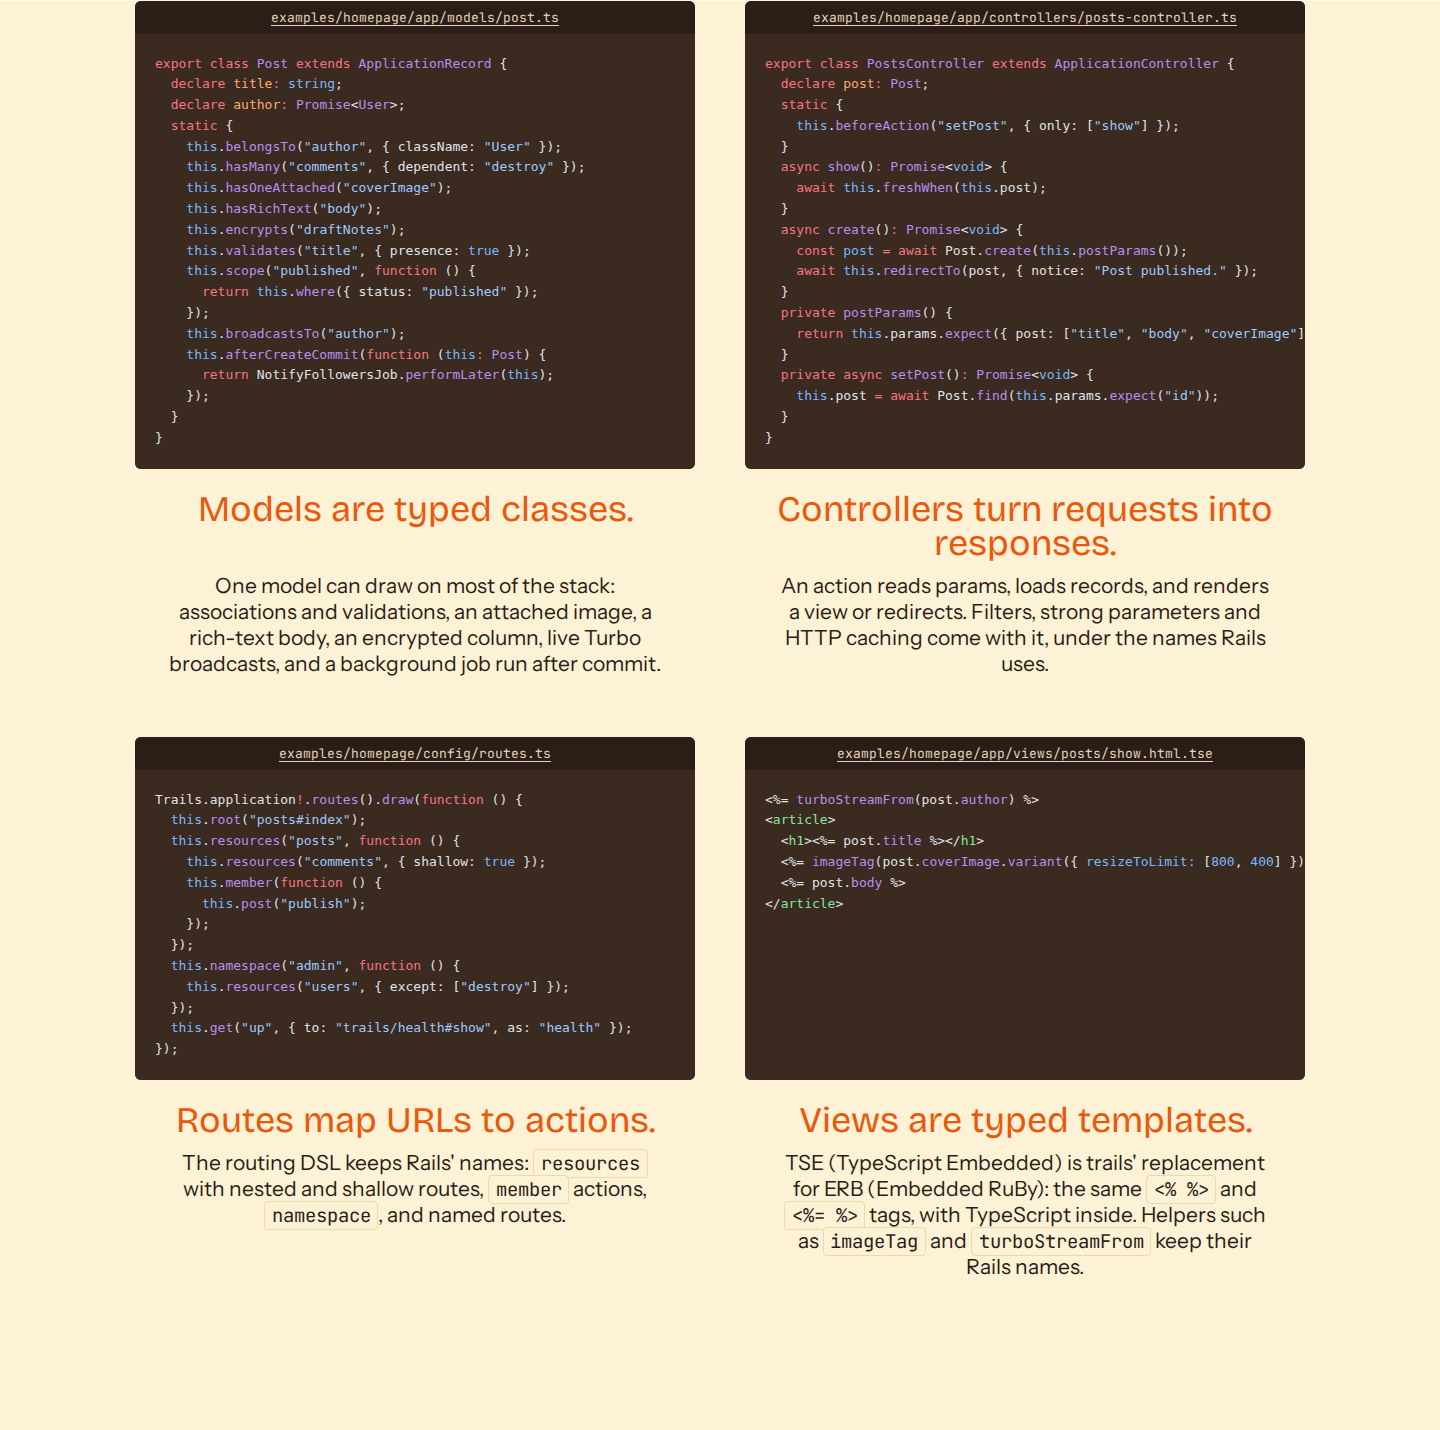 examples/homepage/app/models/post.ts
export class Post extends ApplicationRecord {
  declare title: string;
  declare author: Promise<User>;
  static {
    this.belongsTo("author", { className: "User" });
    this.hasMany("comments", { dependent: "destroy" });
    this.hasOneAttached("coverImage");
    this.hasRichText("body");
    this.encrypts("draftNotes");
    this.validates("title", { presence: true });
    this.scope("published", function () {
      return this.where({ status: "published" });
    });
    this.broadcastsTo("author");
    this.afterCreateCommit(function (this: Post) {
      return NotifyFollowersJob.performLater(this);
    });
  }
}
Models are typed classes.
One model can draw on most of the stack:
associations and validations, an attached image, a
rich-text body, an encrypted column, live Turbo
broadcasts, and a background job run after commit.
examples/homepage/app/controllers/posts-controller.ts
export class PostsController extends ApplicationController {
  declare post: Post;
  static {
    this.beforeAction("setPost", { only: ["show"] });
  }
  async show(): Promise<void> {
    await this.freshWhen(this.post);
  }
  async create(): Promise<void> {
    const post = await Post.create(this.postParams());
    await this.redirectTo(post, { notice: "Post published." });
  }
  private postParams() {
    return this.params.expect({ post: ["title", "body", "coverImage"]
  }
  private async setPost(): Promise<void> {
    this.post = await Post.find(this.params.expect("id"));
  }
}
Controllers turn requests into
responses.
An action reads params, loads records, and renders
a view or redirects. Filters, strong parameters and
HTTP caching come with it, under the names Rails
uses.
examples/homepage/config/routes.ts
Trails.application!.routes().draw(function () {
  this.root("posts#index");
  this.resources("posts", function () {
    this.resources("comments", { shallow: true });
    this.member(function () {
      this.post("publish");
    });
  });
  this.namespace("admin", function () {
    this.resources("users", { except: ["destroy"] });
  });
  this.get("up", { to: "trails/health#show", as: "health" });
});
Routes map URLs to actions.
The routing DSL keeps Rails' names: resources
with nested and shallow routes, member actions,
namespace, and named routes.
examples/homepage/app/views/posts/show.html.tse
<%= turboStreamFrom(post.author) %>
<article>
  <h1><%= post.title %></h1>
  <%= imageTag(post.coverImage.variant({ resizeToLimit: [800, 400] })
  <%= post.body %>
</article>
Views are typed templates.
TSE (TypeScript Embedded) is trails' replacement
for ERB (Embedded RuBy): the same <% %> and
<%= %> tags, with TypeScript inside. Helpers such
as imageTag and turboStreamFrom keep their
Rails names.